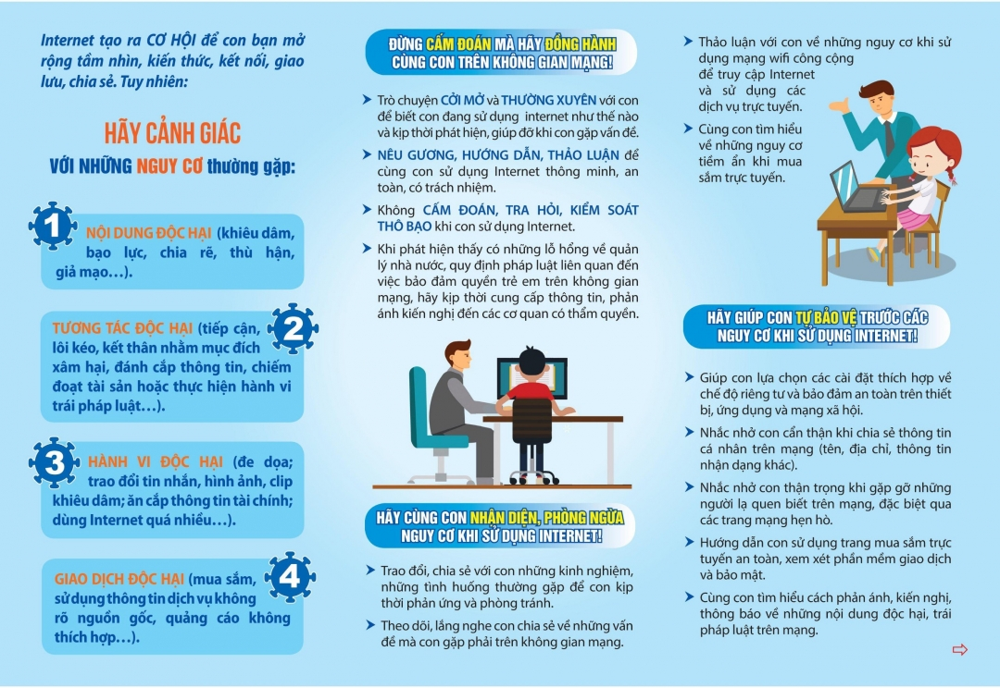 Internet tạo ra CƠ HỘI để con bạn mở
rộng tầm nhìn, kiến thức, kết nối, giao
lưu, chia sẻ. Tuy nhiên:
HÃY CẢNH GIÁC
VỚI NHỮNG NGUY CƠ thường gặp:
1
NỘI DUNG ĐỘC HẠI (khiêu dâm,
bạo lực, chia rẽ, thù hận,
giả mạo...).
TƯƠNG TÁC ĐỘC HẠI (tiếp cận,
lôi kéo, kết thân nhằm mục đích
xâm hại, đánh cắp thông tin, chiếm
đoạt tài sản hoặc thực hiện hành vi
trái pháp luật...).
2
3
HÀNH VI ĐỘC HẠI (đe dọa;
trao đổi tin nhắn, hình ảnh, clip
khiêu dâm; ăn cắp thông tin tài chính;
dùng Internet quá nhiều...).
GIAO DỊCH ĐỘC HẠI (mua sắm,
sử dụng thông tin dịch vụ không
rõ nguồn gốc, quảng cáo không
thích hợp...).
4
ĐỪNG CẤM ĐOÁN MÀ HÃY ĐỒNG HÀNH
CÙNG CON TRÊN KHÔNG GIAN MẠNG!
Trò chuyện CỞI MỞ và THƯỜNG XUYÊN với con
để biết con đang sử dụng internet như thế nào
và kịp thời phát hiện, giúp đỡ khi con gặp vấn đề.
NÊU GƯƠNG, HƯỚNG DẪN, THẢO LUẬN để
cùng con sử dụng Internet thông minh, an
toàn, có trách nhiệm.
Không CẤM ĐOÁN, TRA HỎI, KIỂM SOÁT
THÔ BẠO khi con sử dụng Internet.
Khi phát hiện thấy có những lỗ hổng về quản
lý nhà nước, quy định pháp luật liên quan đến
việc bảo đảm quyền trẻ em trên không gian
mạng, hãy kịp thời cung cấp thông tin, phản
ánh kiến nghị đến các cơ quan có thẩm quyền.
HÃY CÙNG CON NHẬN DIỆN, PHÒNG NGỪA
NGUY CƠ KHI SỬ DỤNG INTERNET!
Trao đổi, chia sẻ với con những kinh nghiệm,
những tình huống thường gặp để con kịp
thời phản ứng và phòng tránh.
Theo dõi, lắng nghe con chia sẻ về những vấn
đề mà con gặp phải trên không gian mạng.
Thảo luận với con về những nguy cơ khi sử
dụng mạng wifi công cộng
để truy cập Internet
và sử dụng các
dịch vụ trực tuyến.
Cùng con tìm hiểu
về những nguy cơ
tiềm ẩn khi mua
sắm trực tuyến.
HÃY GIÚP CON TỰ BẢO VỆ TRƯỚC CÁC
NGUY CƠ KHI SỬ DỤNG INTERNET!
Giúp con lựa chọn các cài đặt thích hợp về
chế độ riêng tư và bảo đảm an toàn trên thiết
bị, ứng dụng và mạng xã hội.
Nhắc nhở con cẩn thận khi chia sẻ thông tin
cá nhân trên mạng (tên, địa chỉ, thông tin
nhận dạng khác).
Nhắc nhở con thận trọng khi gặp gỡ những
người lạ quen biết trên mạng, đặc biệt qua
các trang mạng hẹn hò.
Hướng dẫn con sử dụng trang mua sắm trực
tuyến an toàn, xem xét phần mềm giao dịch
và bảo mật.
Cùng con tìm hiểu cách phản ánh, kiến nghị,
thông báo về những nội dung độc hại, trái
pháp luật trên mạng.